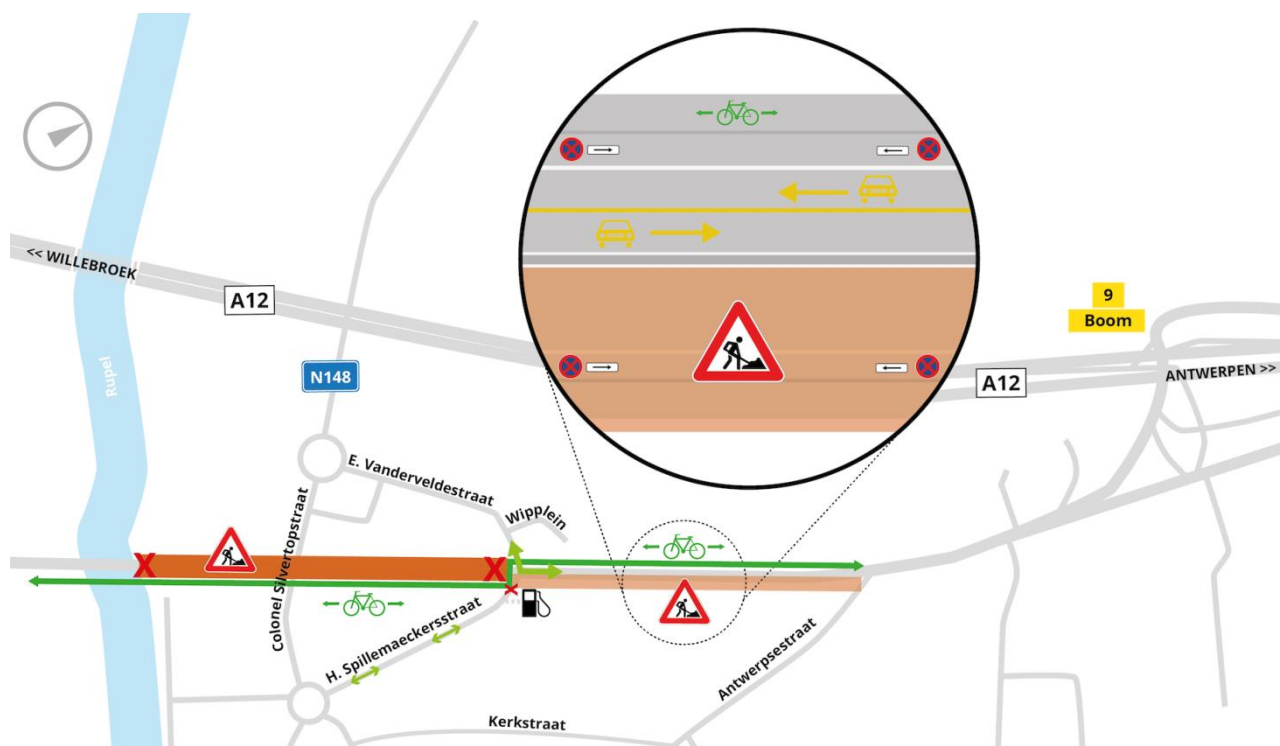 << WILLEBROEK
A12
9
Boom
Rupel
N148
A12
ANTWERPEN >>
E. Vanderveldestraat
Wipplein
Colonel Silvertopstraat
H. Spillemaeckersstraat
Antwerpsestraat
Kerkstraat